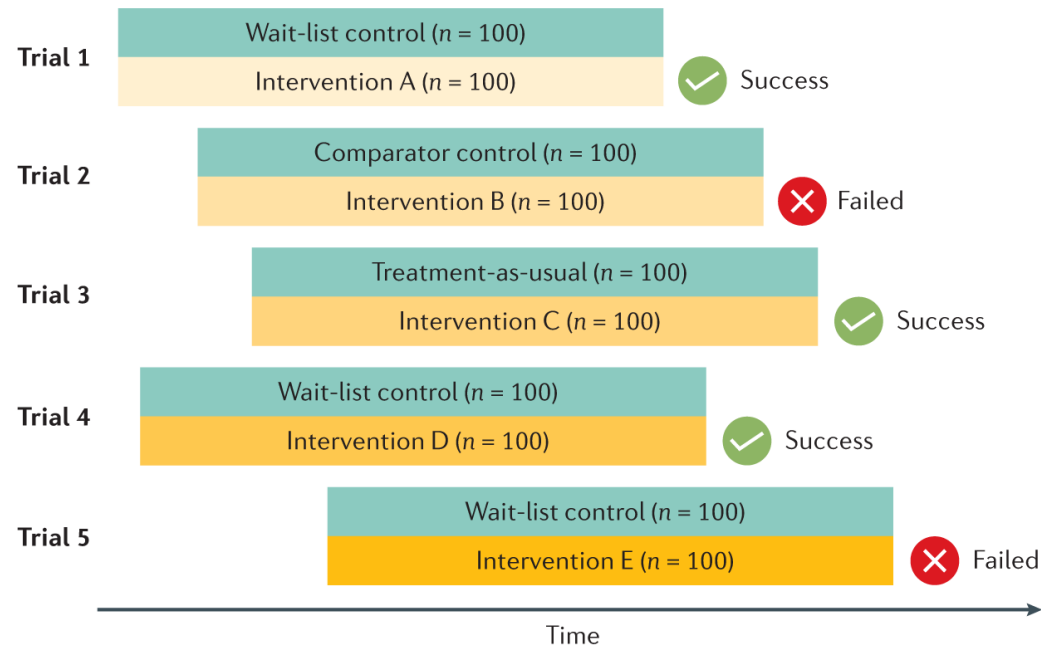 Trial 1
Wait-list control (n = 100)
Intervention A (n = 100)
Success
Trial 2
Comparator control (n = 100)
Intervention B (n = 100)
Failed
Trial 3
Treatment-as-usual (n = 100)
Intervention C (n = 100)
Success
Trial 4
Wait-list control (n = 100)
Intervention D (n = 100)
Success
Trial 5
Wait-list control (n = 100)
Intervention E (n = 100)
Failed
Time